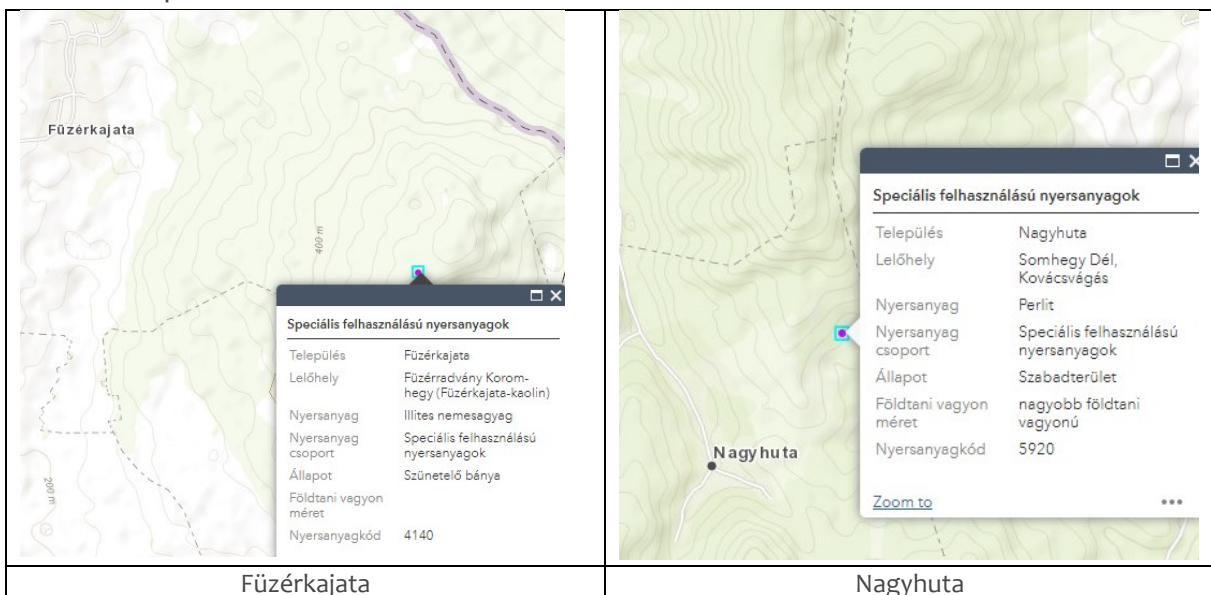 Füzérkajata
400 m
200 m
Speciális felhasználású nyersanyagok
Település Füzérkajata
Lelőhely Füzérradvány Korom-
hegy (Füzérkajata-kaolin)
Nyersanyag Illites nemesagyag
Nyersanyag Speciális felhasználású
csoport nyersanyagok
Állapot Szünetelő bánya
Földtani vagyon
méret
Nyersanyagkód 4140
Füzérkajata
Nagyhuta
Speciális felhasználású nyersanyagok
Település Nagyhuta
Lelőhely Somhegy Dél,
Kovácsvágás
Nyersanyag Perlit
Nyersanyag Speciális felhasználású
csoport nyersanyagok
Állapot Szabadterület
Földtani vagyon nagyobb földtani
méret vagyonú
Nyersanyagkód 5920
Zoom to
Nagyhuta